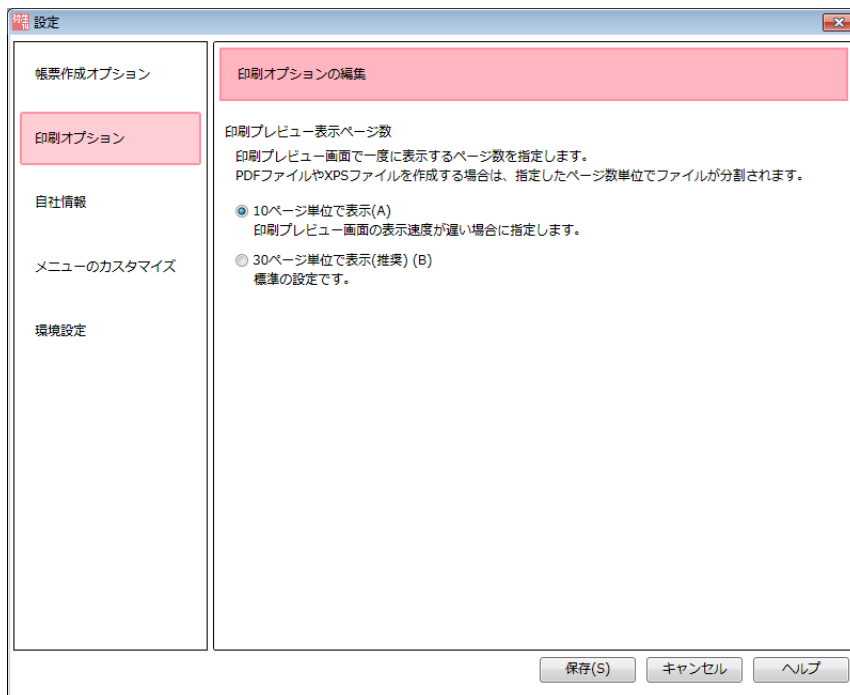 設定
帳票作成オプション
印刷オプション
自社情報
メニューのカスタマイズ
環境設定
印刷オプションの編集
印刷プレビュー表示ページ数
印刷プレビュー画面で一度に表示するページ数を指定します。
PDFファイルやXPSファイルを作成する場合は、指定したページ数単位でファイルが分割されます。
10ページ単位で表示(A)
印刷プレビュー画面の表示速度が遅い場合に指定します。
30ページ単位で表示(推奨) (B)
標準の設定です。
保存(S)
キャンセル
ヘルプ